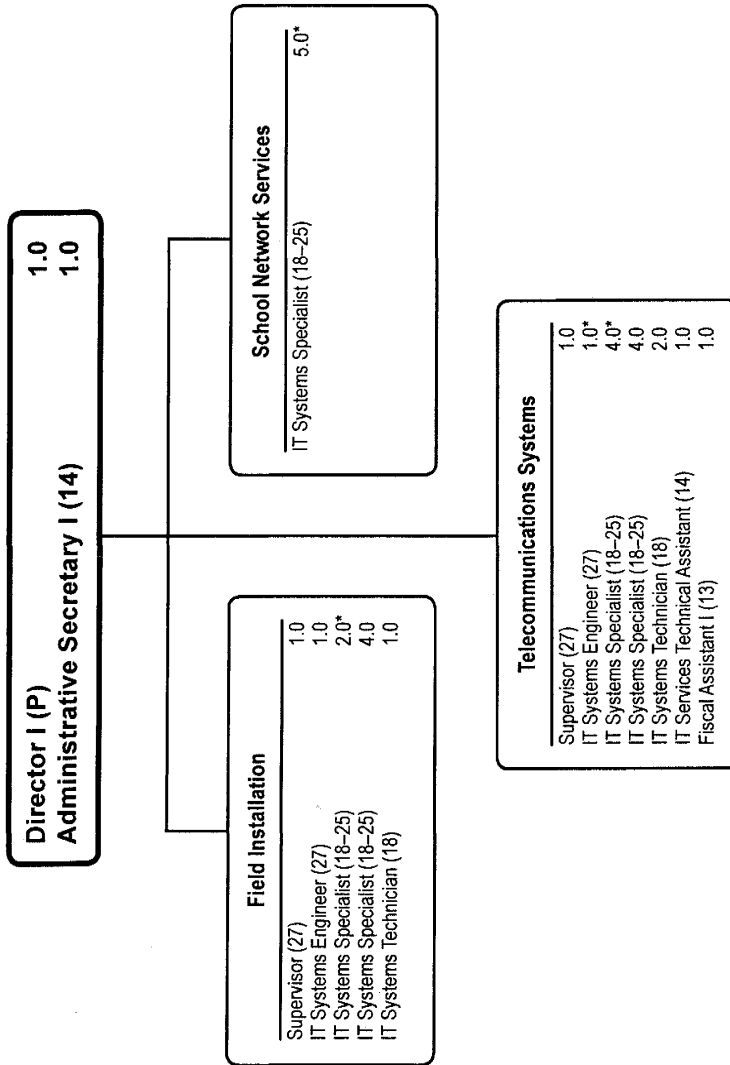 Director I (P) 1.0
Administrative Secretary I (14) 1.0
Field Installation
Supervisor (27) 1.0
IT Systems Engineer (27) 1.0
IT Systems Specialist (18–25) 2.0*
IT Systems Specialist (18–25) 4.0
IT Systems Technician (18) 1.0
School Network Services
IT Systems Specialist (18–25) 5.0*
Telecommunications Systems
Supervisor (27) 1.0
IT Systems Engineer (27) 1.0*
IT Systems Specialist (18–25) 4.0*
IT Systems Specialist (18–25) 4.0
IT Systems Technician (18) 2.0
IT Services Technical Assistant (14) 1.0
Fiscal Assistant I (13) 1.0